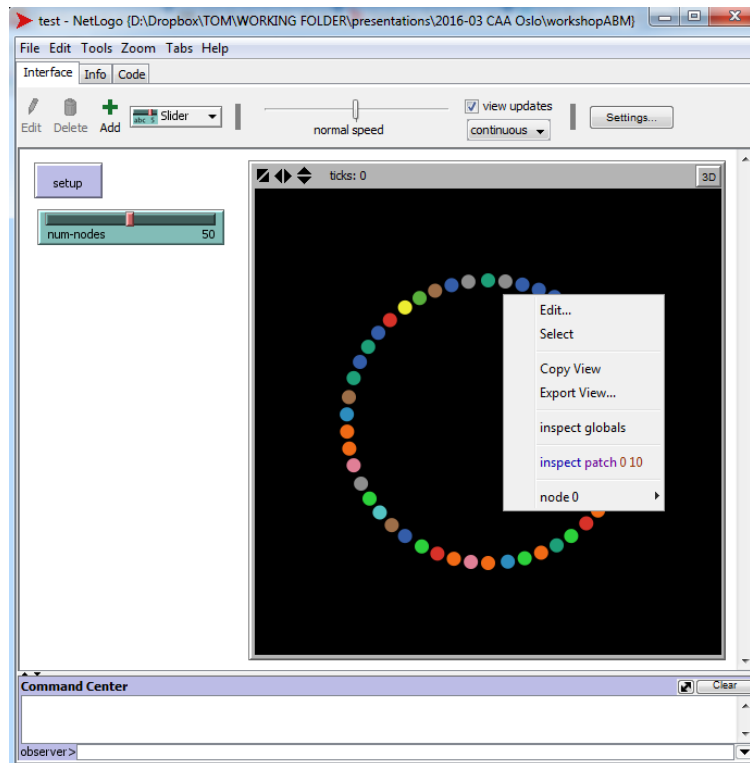 test - NetLogo {D:\Dropbox\TOM\WORKING FOLDER\presentations\2016-03 CAA Oslo\workshopABM}
File Edit Tools Zoom Tabs Help
Interface Info Code
Edit Delete Add abc 5 Slider normal speed view updates continuous Settings...
setup
ticks: 0 3D
num-nodes 50
Edit...
Select
Copy View
Export View...
inspect globals
inspect patch 0 10
node 0
Command Center Clear
observer>